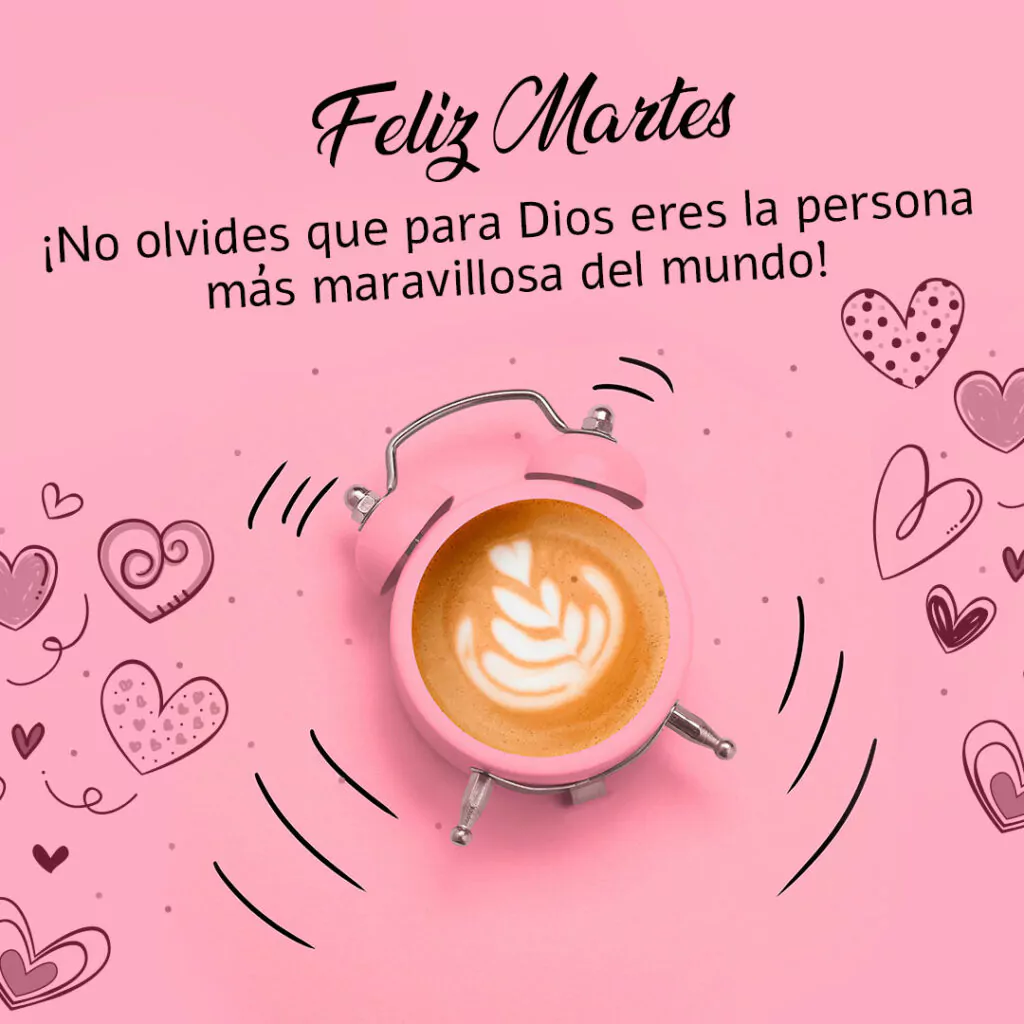 Feliz Martes
¡No olvides que para Dios eres la persona
más maravillosa del mundo!